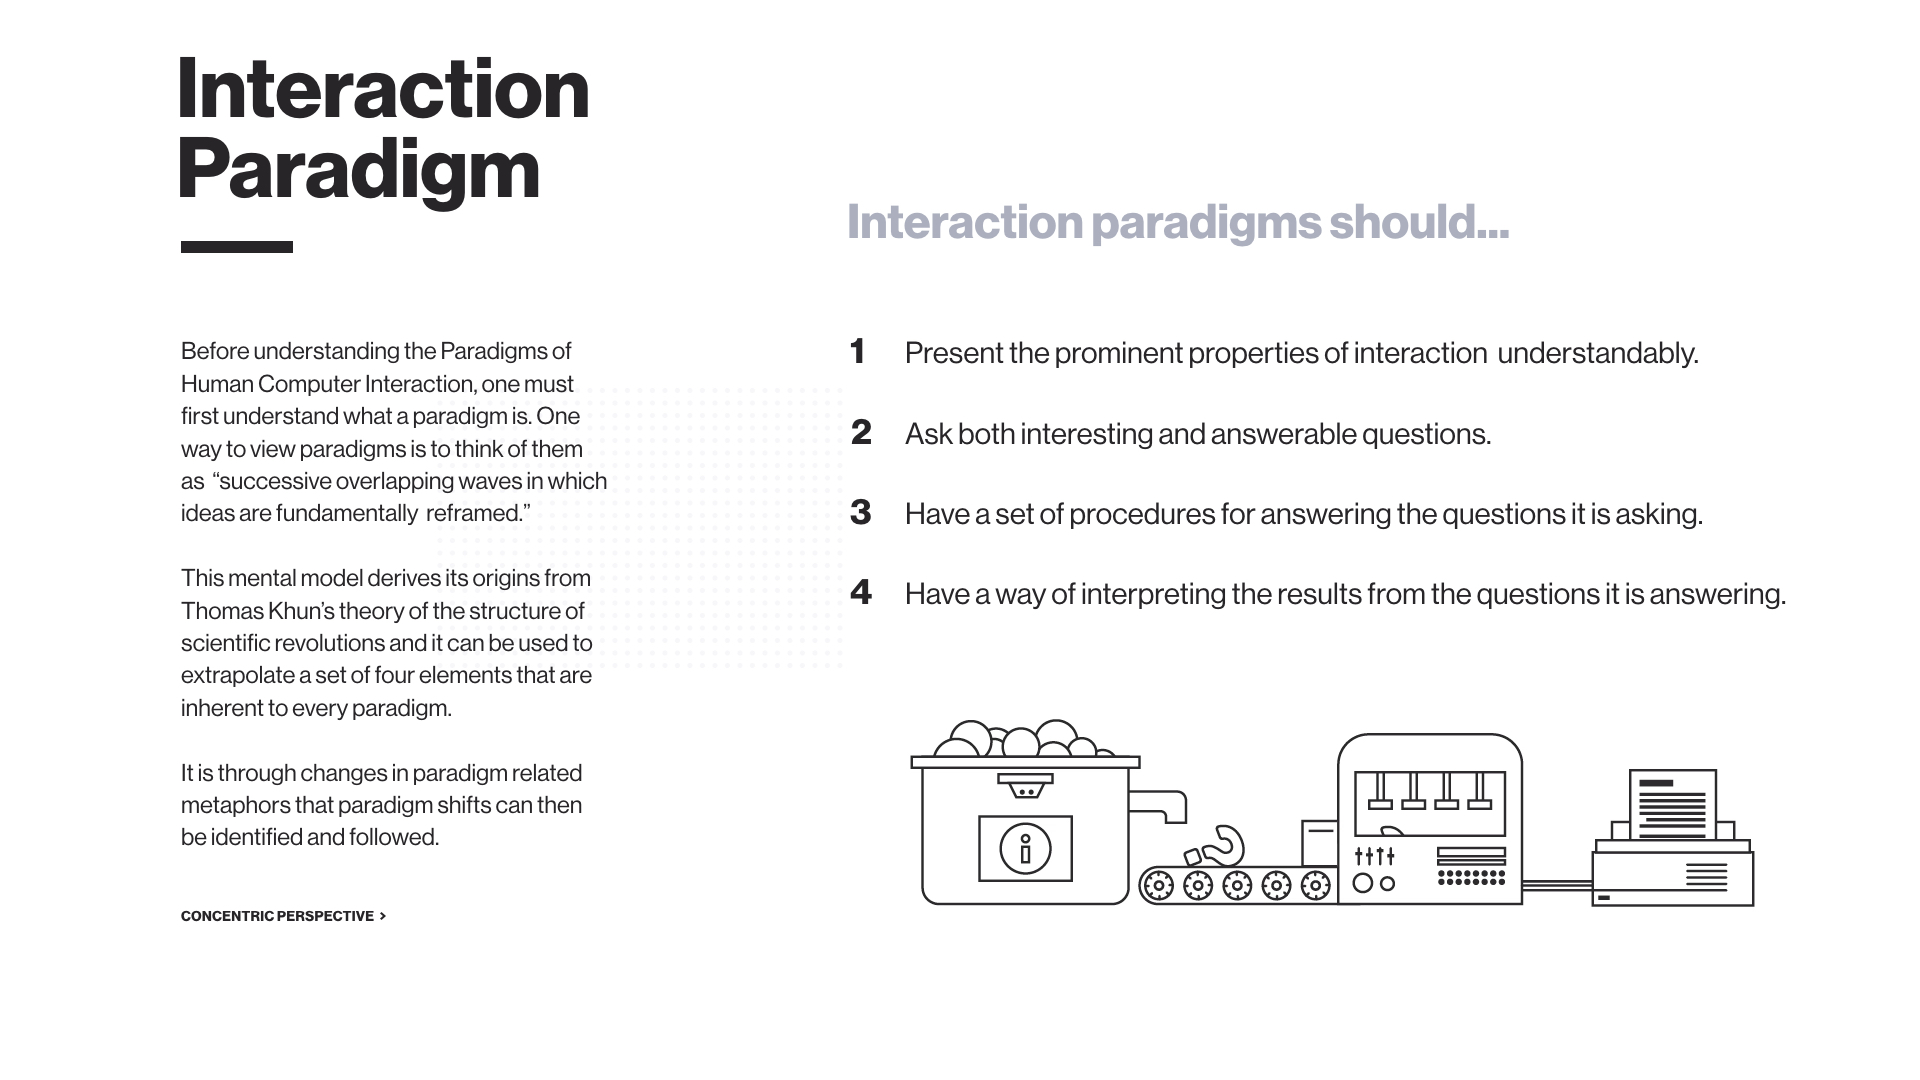 Interaction
Paradigm
Before understanding the Paradigms of
Human Computer Interaction, one must
first understand what a paradigm is. One
way to view paradigms is to think of them
as “successive overlapping waves in which
ideas are fundamentally reframed.”
This mental model derives its origins from
Thomas Khun’s theory of the structure of
scientific revolutions and it can be used to
extrapolate a set of four elements that are
inherent to every paradigm.
It is through changes in paradigm related
metaphors that paradigm shifts can then
be identified and followed.
CONCENTRIC PERSPECTIVE >
Interaction paradigms should...
1 Present the prominent properties of interaction understandably.
2 Ask both interesting and answerable questions.
3 Have a set of procedures for answering the questions it is asking.
4 Have a way of interpreting the results from the questions it is answering.
i
?